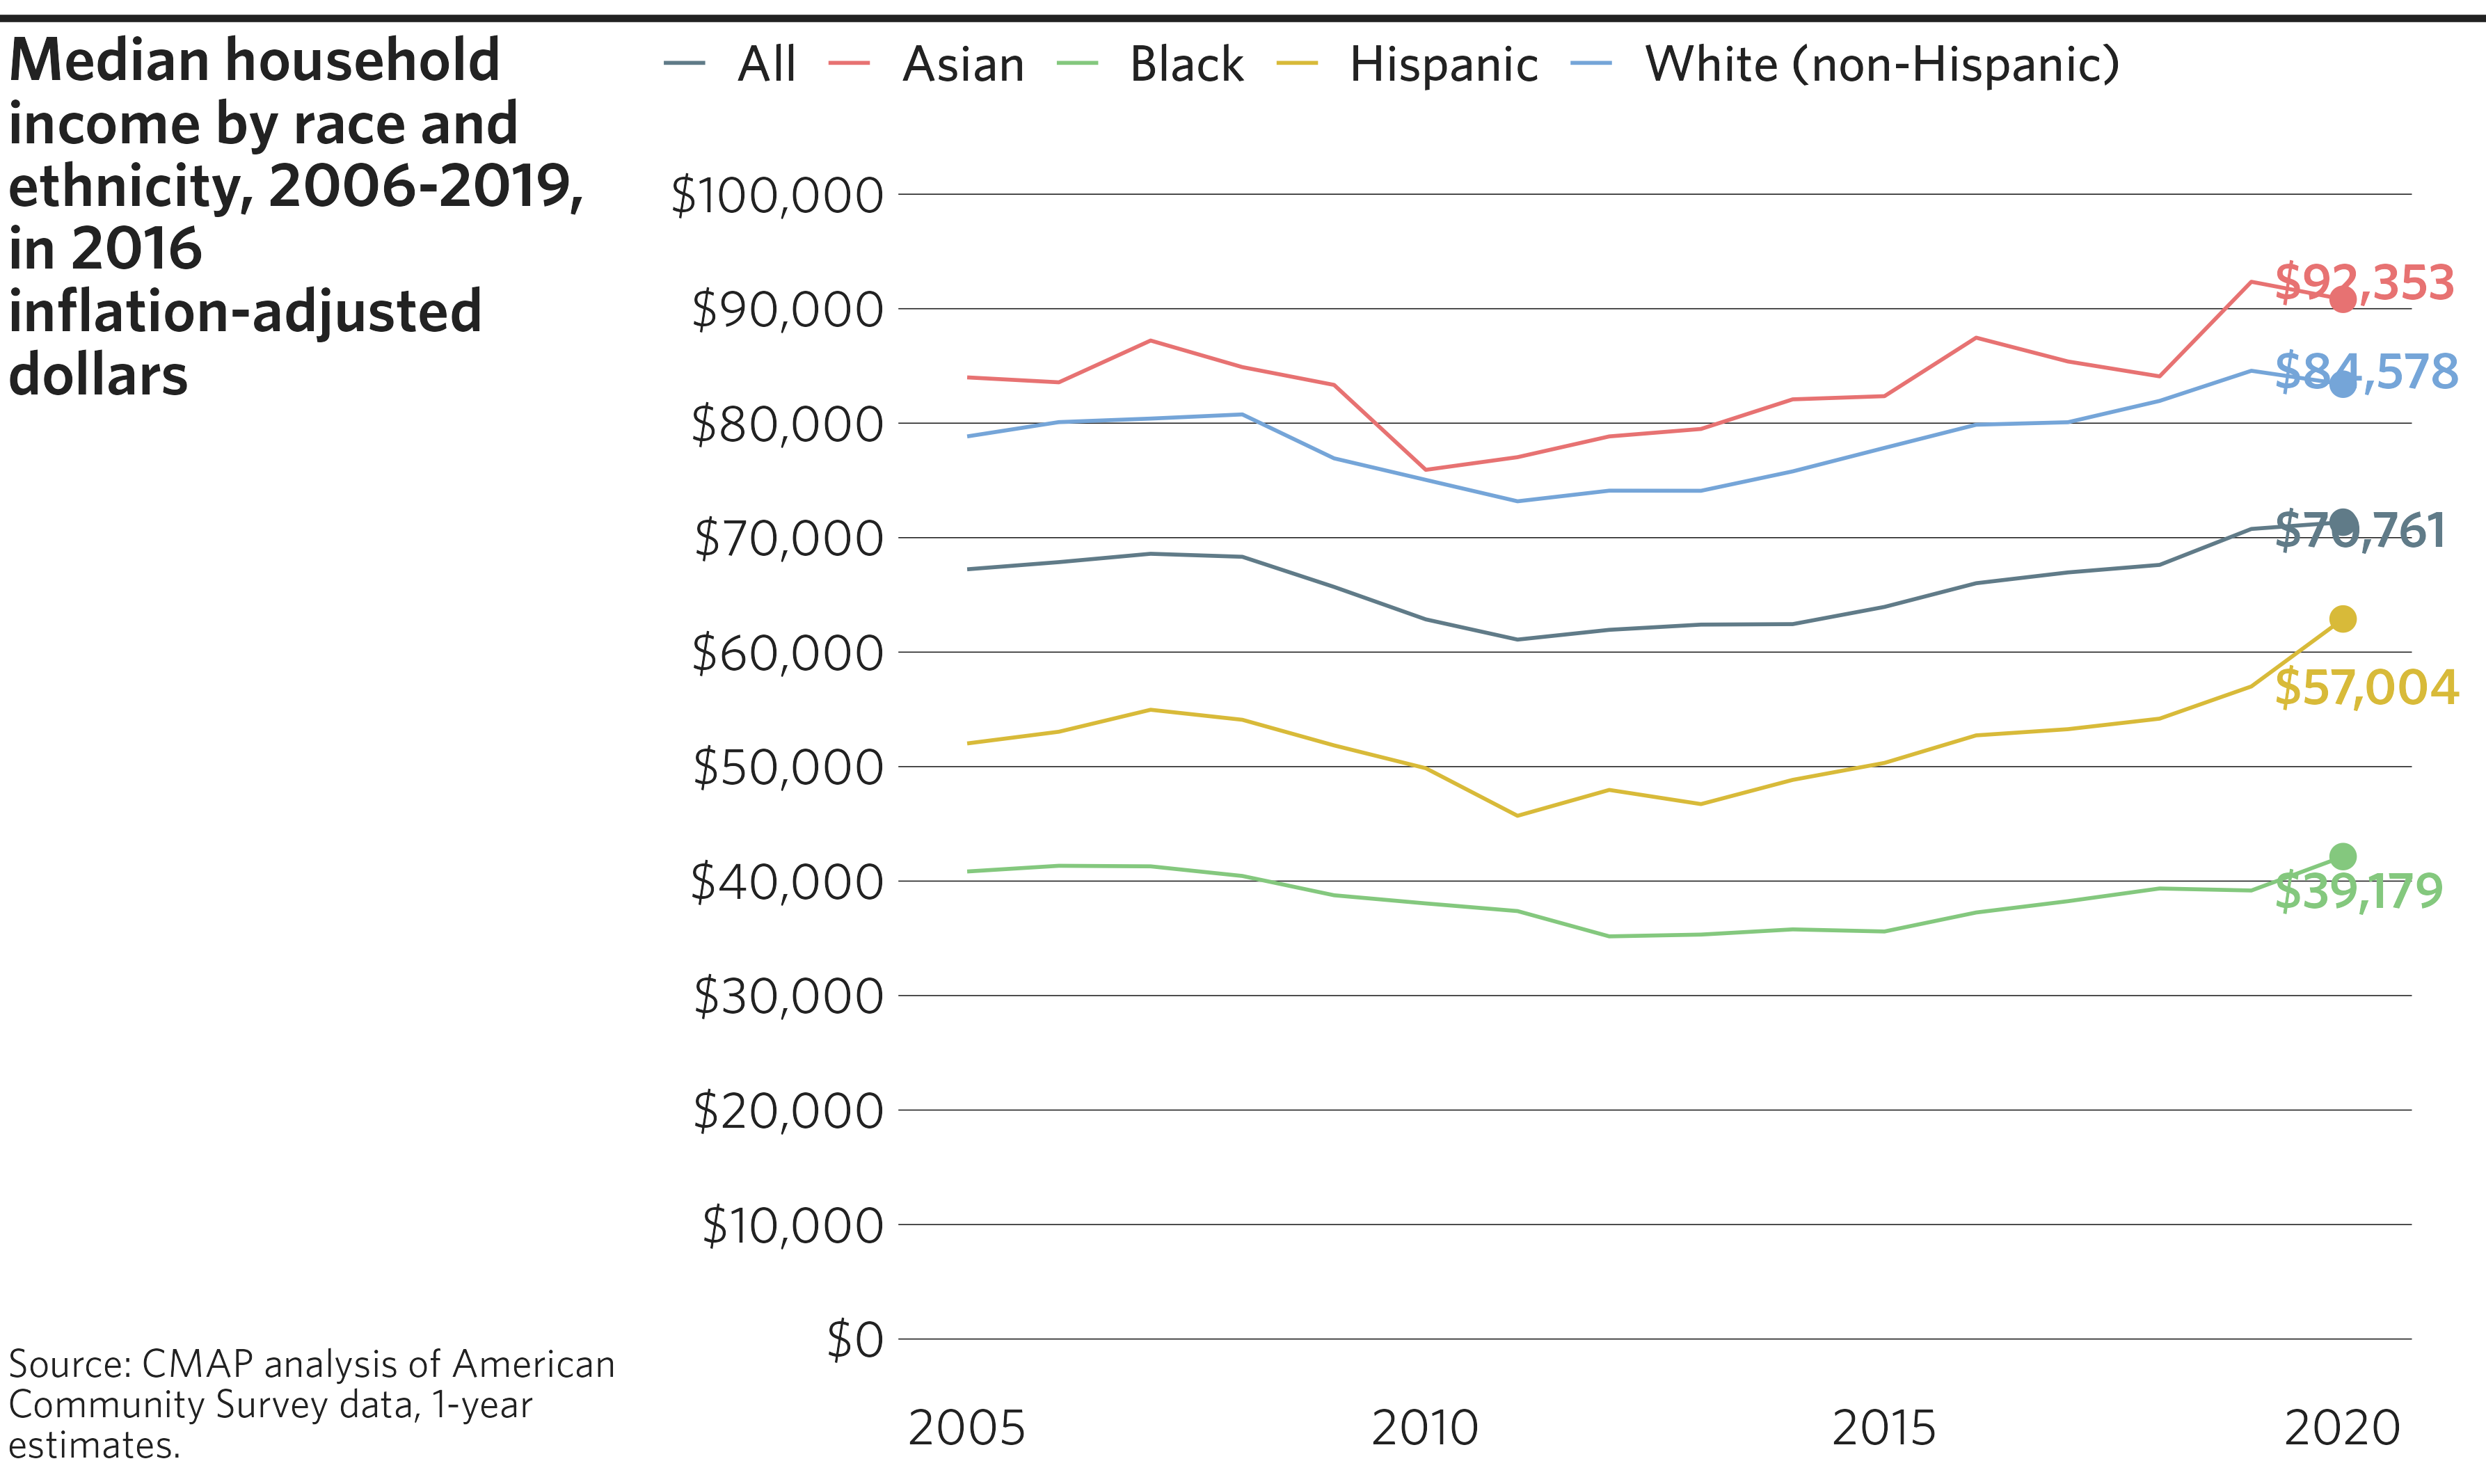 Median household
income by race and
ethnicity, 2006-2019,
in 2016
inflation-adjusted
dollars
All Asian Black Hispanic White (non-Hispanic)
$100,000
$90,000
$80,000
$70,000
$60,000
$50,000
$40,000
$30,000
$20,000
$10,000
$0
$92,353
$84,578
$70,761
$57,004
$39,179
2005 2010 2015 2020
Source: CMAP analysis of American
Community Survey data, 1-year
estimates.